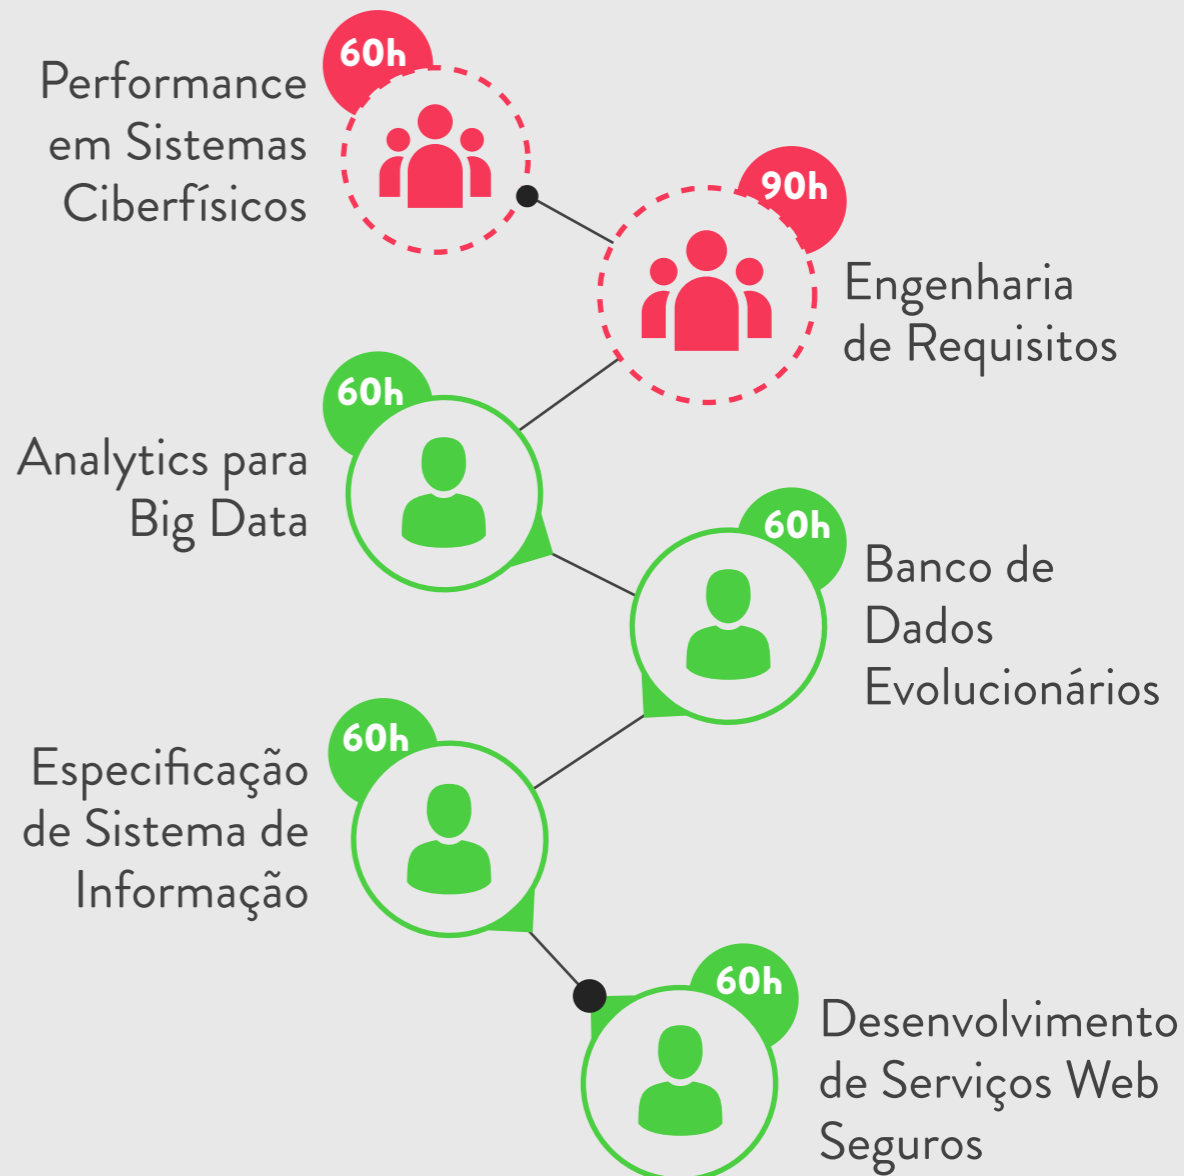 60h
Performance
em Sistemas
Ciberfísicos
90h
Engenharia
de Requisitos
60h
Analytics para
Big Data
60h
Banco de
Dados
Evolucionários
60h
Especificação
de Sistema de
Informação
60h
Desenvolvimento
de Serviços Web
Seguros